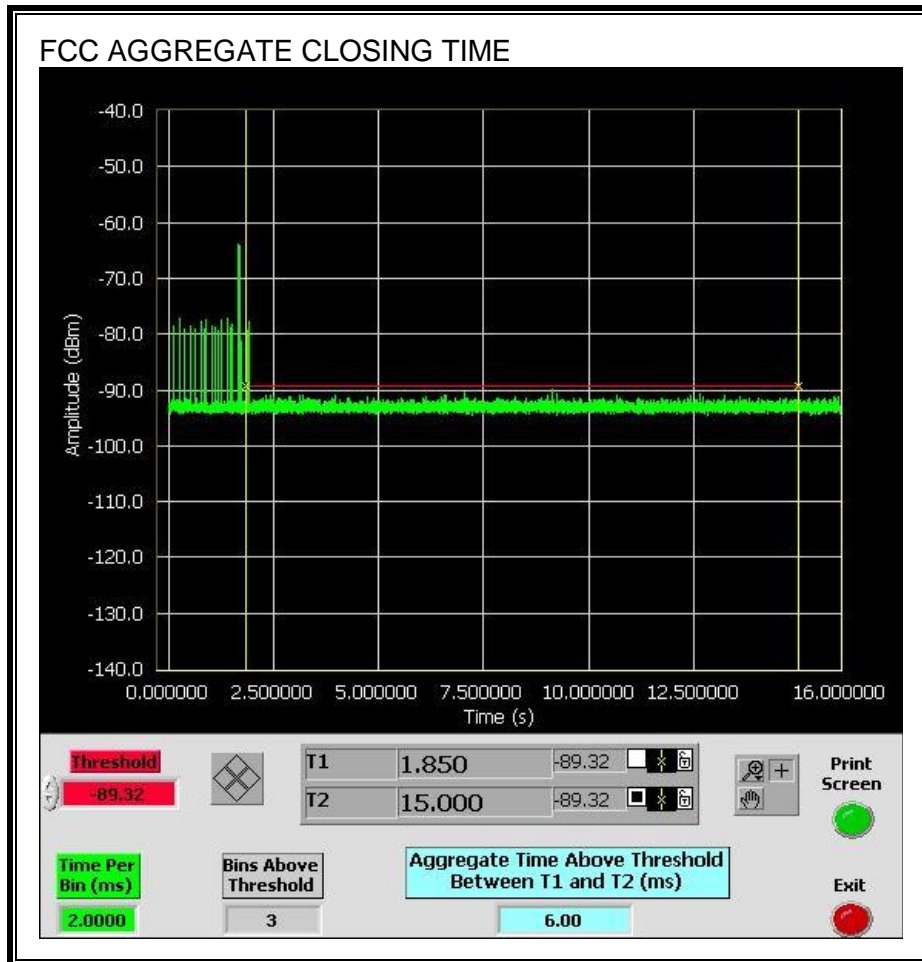 FCC AGGREGATE CLOSING TIME
-40.0
-50.0
-60.0
-70.0
-80.0
-90.0
-100.0
-110.0
-120.0
-130.0
-140.0
Amplitude (dBm)
0.000000 2.500000 5.000000 7.500000 10.000000 12.500000 16.000000
Time (s)
Threshold
-89.32
T1 1.850 -89.32
T2 15.000 -89.32
Print
Screen
Time Per
Bin (ms)
2.0000
Bins Above
Threshold
3
Aggregate Time Above Threshold
Between T1 and T2 (ms)
6.00
Exit